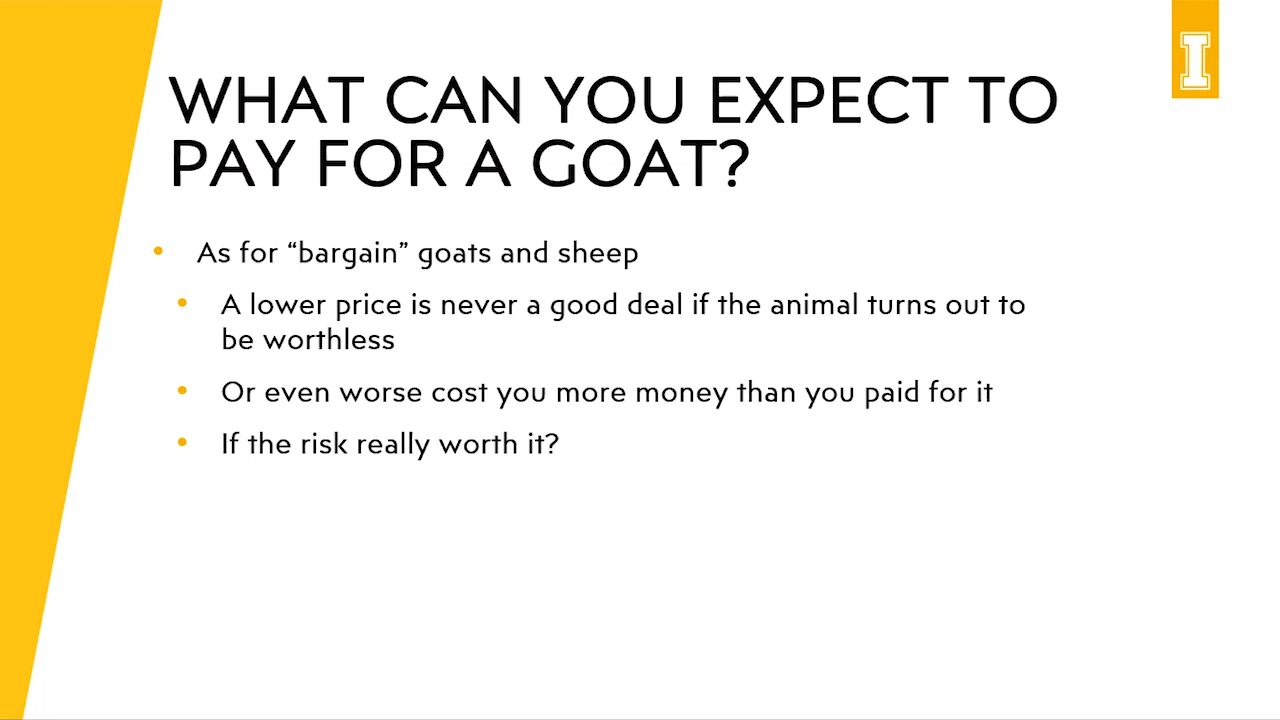 I
WHAT CAN YOU EXPECT TO
PAY FOR A GOAT?
• As for “bargain” goats and sheep
• A lower price is never a good deal if the animal turns out to
be worthless
• Or even worse cost you more money than you paid for it
• If the risk really worth it?